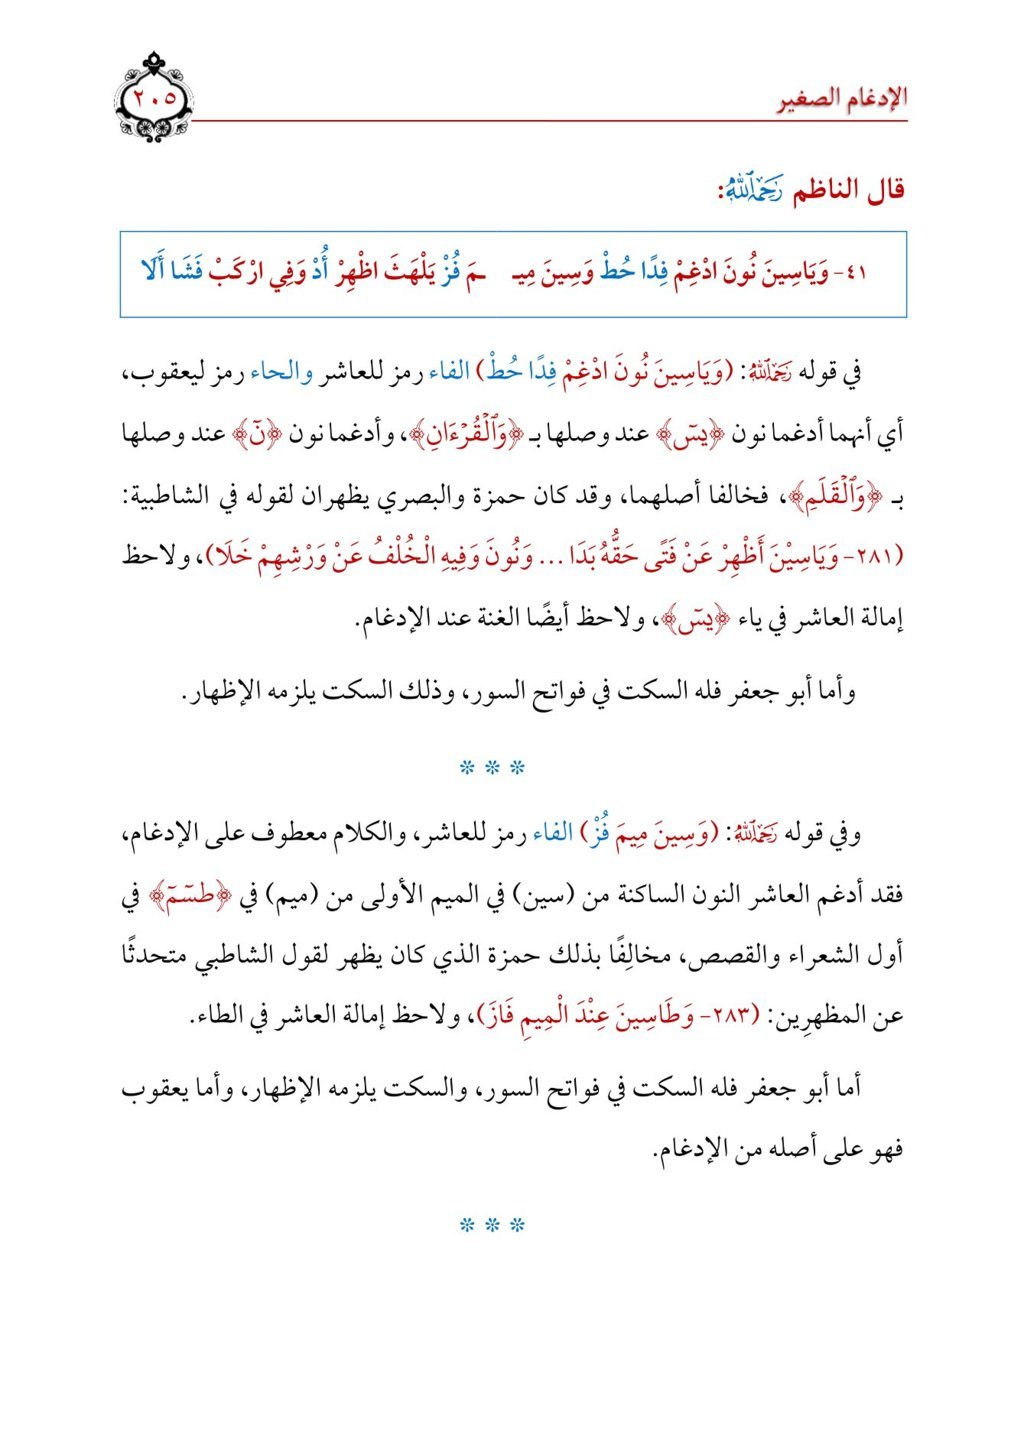 الإدغام الصغير
٢٠٥
قال الناظم رَحِمَهُ ٱللَّهُ:
٤١- وَيَاسِينَ نُونَ ادْغِمْ فِدًا حُطْ وَسِينَ مِيـ ـمَ فُزْ يَلْهَثَ اظْهِرْ أُدْ وَفِي ارْكَبْ فَشَا أَلَا
في قوله رَحِمَهُ ٱللَّهُ: (وَيَاسِينَ نُونَ ادْغِمْ فِدًا حُطْ) الفاء رمز للعاشر والحاء رمز ليعقوب،
أي أنهما أدغما نون ﴿يسٓ﴾ عند وصلها بـ ﴿وَٱلْقُرْءَانِ﴾، وأدغما نون ﴿نٓ﴾ عند وصلها
بـ ﴿وَٱلْقَلَمِ﴾، فخالفا أصلهما، وقد كان حمزة والبصري يظهران لقوله في الشاطبية:
(٢٨١- وَيَاسِيْنَ أَظْهِرْ عَنْ فَتًى حَقُّهُ بَدَا ... وَنُونَ وَفِيهِ الْخُلْفُ عَنْ وَرْشِهِمْ خَلَا)، ولاحظ
إمالة العاشر في ياء ﴿يسٓ﴾، ولاحظ أيضًا الغنة عند الإدغام.
وأما أبو جعفر فله السكت في فواتح السور، وذلك السكت يلزمه الإظهار.
* * *
وفي قوله رَحِمَهُ ٱللَّهُ: (وَسِينَ مِيمَ فُزْ) الفاء رمز للعاشر، والكلام معطوف على الإدغام،
فقد أدغم العاشر النون الساكنة من (سين) في الميم الأولى من (ميم) في ﴿طسٓمٓ﴾ في
أول الشعراء والقصص، مخالِفًا بذلك حمزة الذي كان يظهر لقول الشاطبي متحدثًا
عن المظهرِين: (٢٨٣- وَطَاسِينَ عِنْدَ الْمِيمِ فَازَ)، ولاحظ إمالة العاشر في الطاء.
أما أبو جعفر فله السكت في فواتح السور، والسكت يلزمه الإظهار، وأما يعقوب
فهو على أصله من الإدغام.
* * *